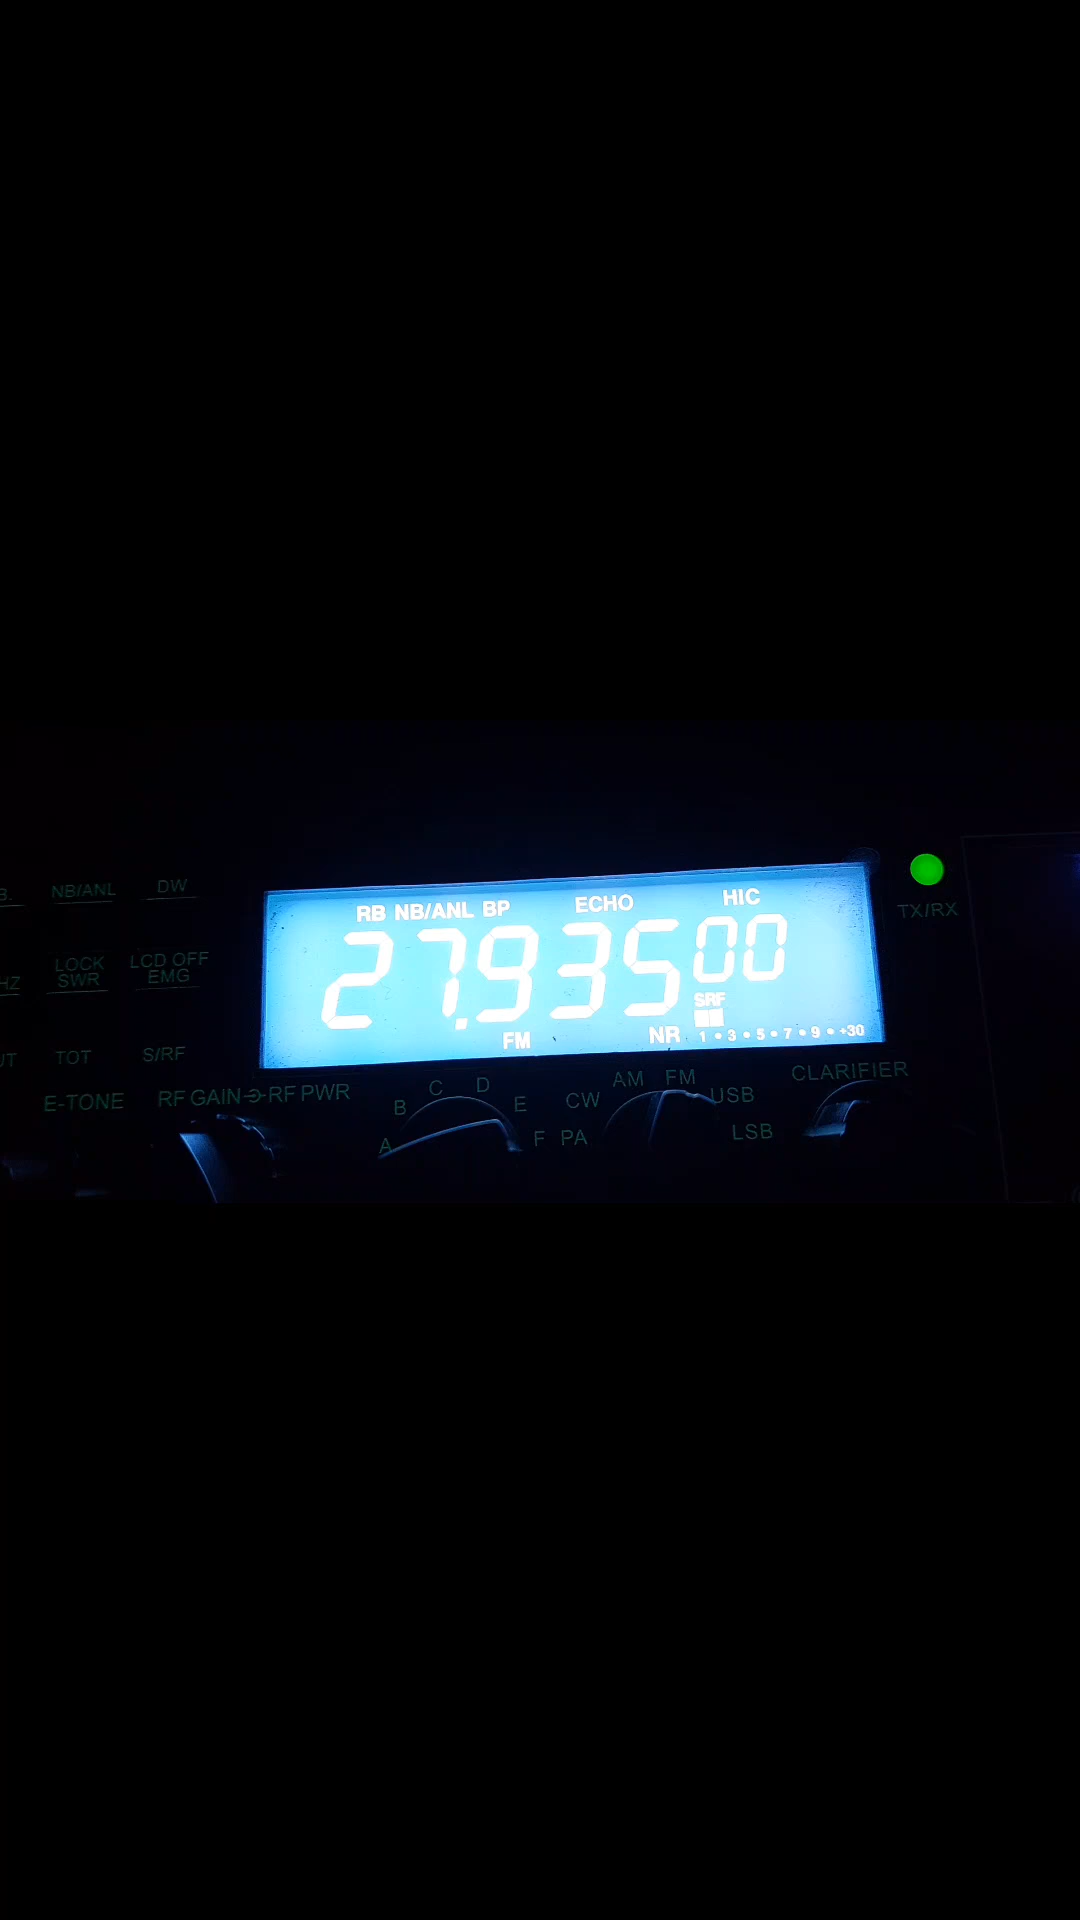 B. NB/ANL DW
RB NB/ANL BP ECHO HIC
27.93500
TX/RX
HZ LOCK LCD OFF
SWR EMG
SRF
FM NR 1 • 3 • 5 • 7 • 9 • +30
TOT S/RF
E-TONE RF GAIN RF PWR
A B C D E F
PA CW AM FM USB LSB
CLARIFIER